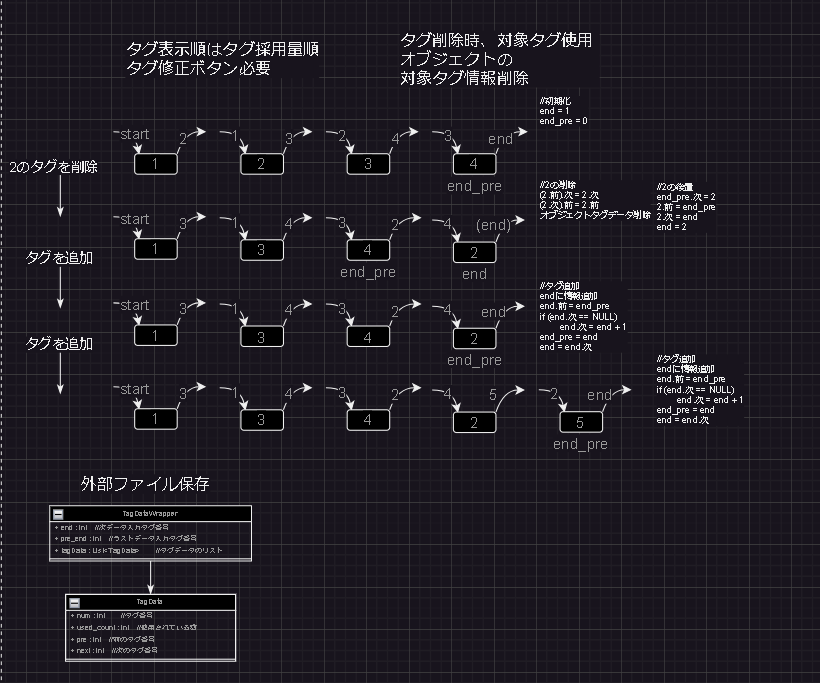 タグ表示順はタグ採用量順
タグ修正ボタン必要
タグ削除時、対象タグ使用
オブジェクトの
対象タグ情報削除
//初期化
end = 1
end_pre = 0
start 2 1 3 2 4 3 end
1 2 3 4
end_pre
2のタグを削除
//2の削除
(2.前).次 = 2.次
(2.次).前 = 2.前
オブジェクトタグデータ削除
//2の後置
end_pre.次 = 2
2.前 = end_pre
2.次 = end
end = 2
start 3 1 4 3 2 4 (end)
1 3 4 2
end_pre end
タグを追加
//タグ追加
endに情報追加
end.前 = end_pre
if (end.次 == NULL)
end.次 = end + 1
end_pre = end
end = end.次
start 3 1 4 3 2 4 end
1 3 4 2
end_pre
タグを追加
//タグ追加
endに情報追加
end.前 = end_pre
if (end.次 == NULL)
end.次 = end + 1
end_pre = end
end = end.次
start 3 1 4 3 2 4 5 2 end
1 3 4 2 5
end_pre
外部ファイル保存
TagDataWrapper
+ end : int //次データ入力タグ番号
+ pre_end : int //ラストデータ入力タグ番号
+ tagData : List<TagData> //タグデータのリスト
TagData
+ num : int //タグ番号
+ used_count : int //使用されている数
+ pre : int //前のタグ番号
+ next : int //次のタグ番号